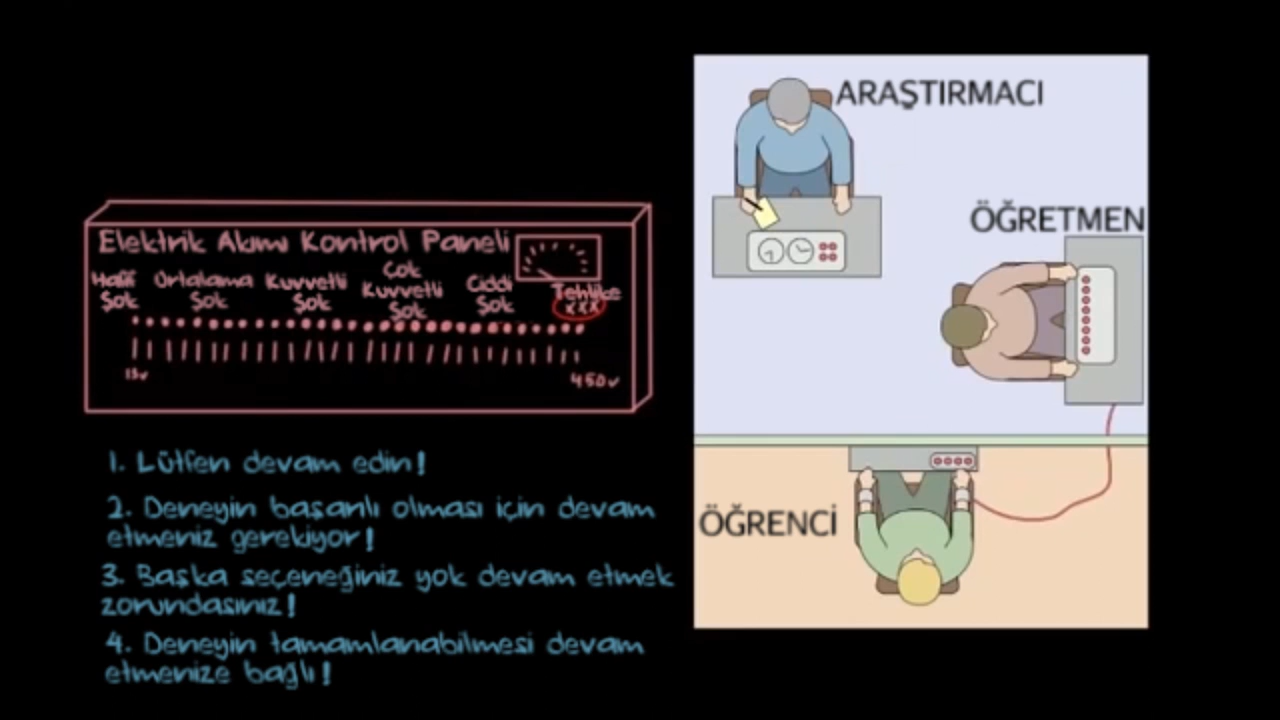 Elektrik Akımı Kontrol Paneli
Hafif Şok
Ortalama Şok
Kuvvetli Şok
Çok Kuvvetli Şok
Ciddi Şok
Tehlike XXX
15v
450v
1. Lütfen devam edin!
2. Deneyin başarılı olması için devam
etmeniz gerekiyor!
3. Başka seçeneğiniz yok devam etmek
zorundasınız!
4. Deneyin tamamlanabilmesi devam
etmenize bağlı!
ARAŞTIRMACI
ÖĞRETMEN
ÖĞRENCİ